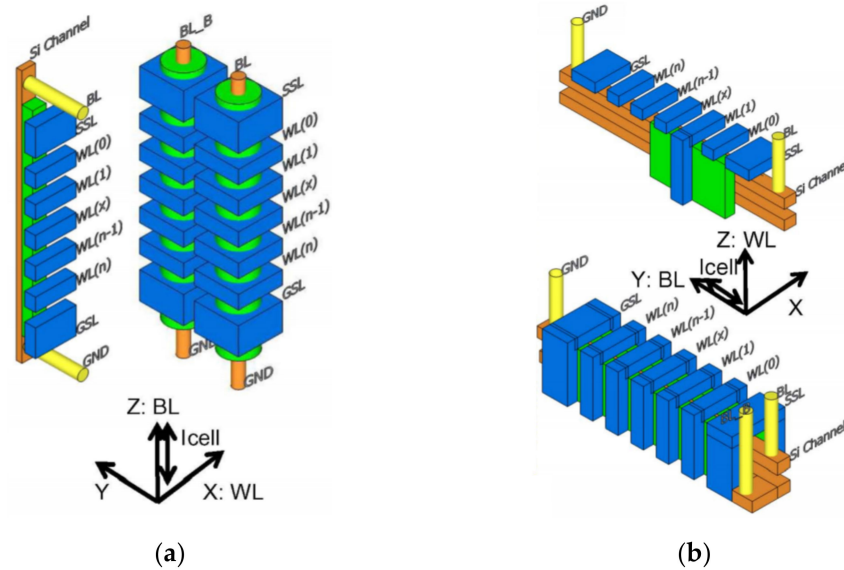 Si Channel
BL
SSL
WL(0)
WL(1)
WL(x)
WL(n-1)
WL(n)
GSL
GND
BL_B
BL
SSL
WL(0)
WL(1)
WL(x)
WL(n-1)
WL(n)
GSL
GND
GND
Z: BL
Icell
Y
X: WL
(a)
GND
GSL
WL(n)
WL(n-1)
WL(x)
WL(1)
WL(0)
BL
SSL
Si Channel
Z: WL
Icell
Y: BL
X
GND
GSL
WL(n)
WL(n-1)
WL(x)
WL(1)
WL(0)
BL
SSL
Si Channel
(b)